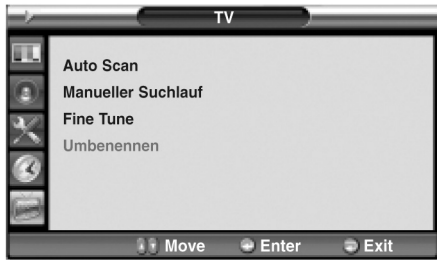 TV
Auto Scan
Manueller Suchlauf
Fine Tune
Umbenennen
Move Enter Exit